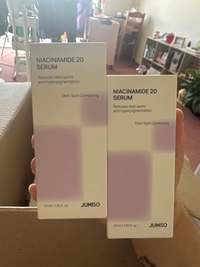 NIACINAMIDE 20
SERUM
Reduces dark spots
and hyperpigmentation
Dark Spot Correcting
JUMISO
NIACINAMIDE 20
SERUM
Reduces dark spots
and hyperpigmentation
Dark Spot Correcting
JUMISO